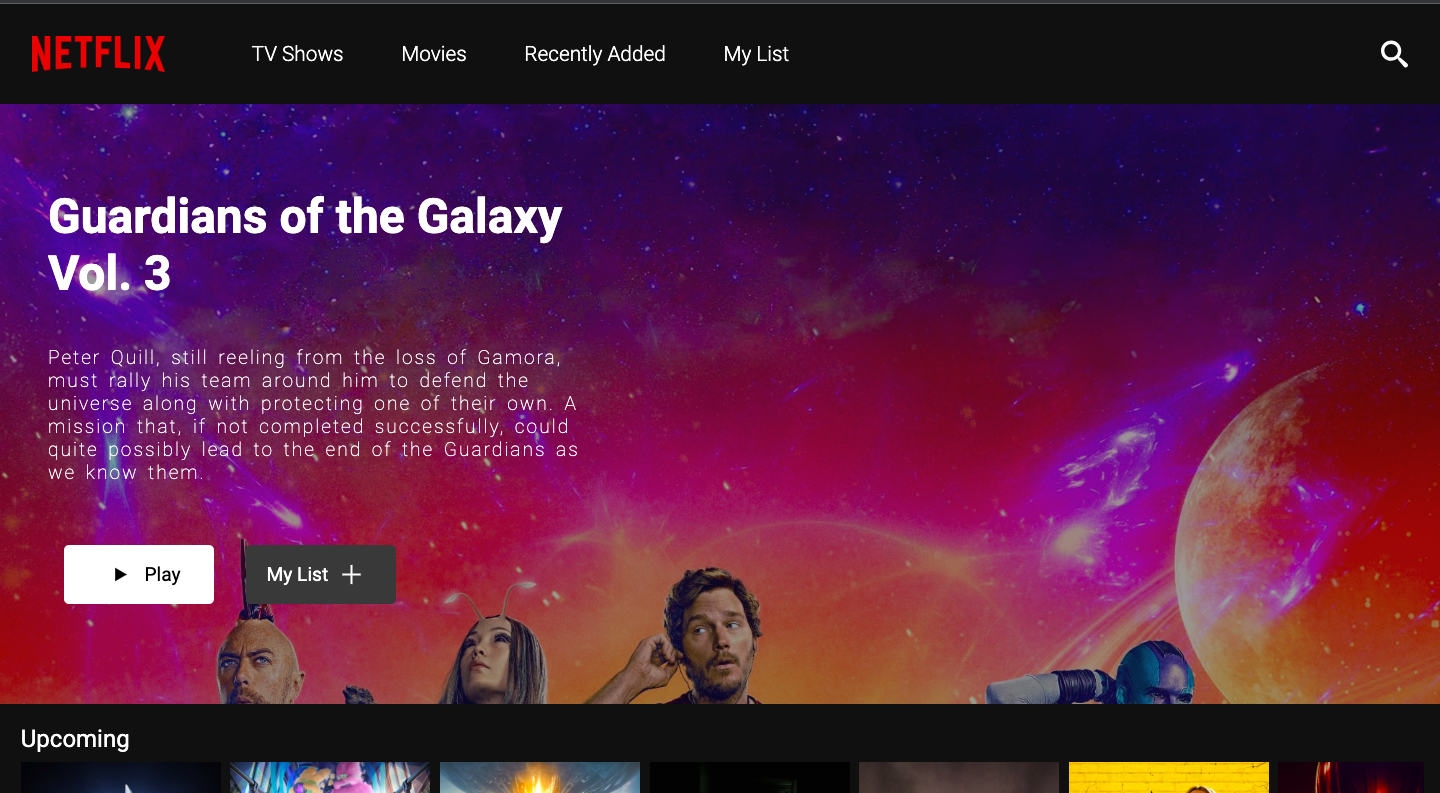 NETFLIX
TV Shows
Movies
Recently Added
My List
Guardians of the Galaxy
Vol. 3
Peter Quill, still reeling from the loss of Gamora,
must rally his team around him to defend the
universe along with protecting one of their own. A
mission that, if not completed successfully, could
quite possibly lead to the end of the Guardians as
we know them.
Play
My List
Upcoming